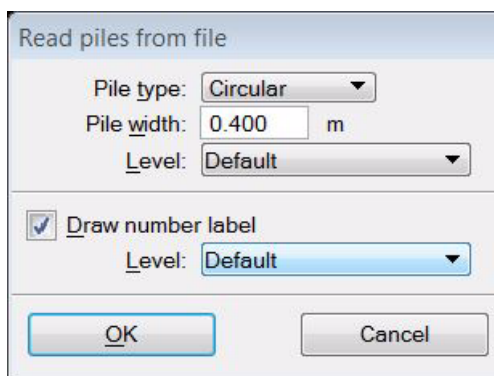 Read piles from file
Pile type: Circular
Pile width: 0.400 m
Level: Default
Draw number label
Level: Default
OK Cancel